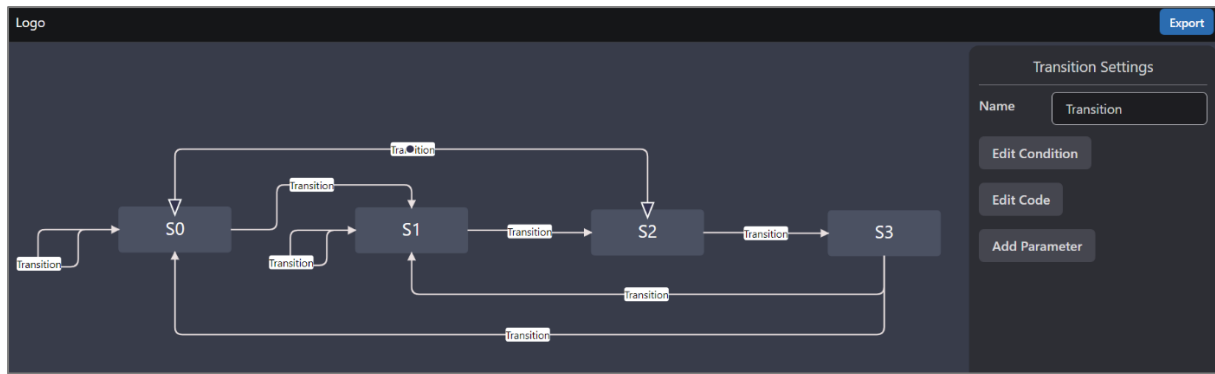 Logo
Export
Transition Settings
Name
Transition
Edit Condition
Edit Code
Add Parameter
Transition
S0
S1
S2
S3
Transition
Transition
Transition
Transition
Transition
Transition
Transition